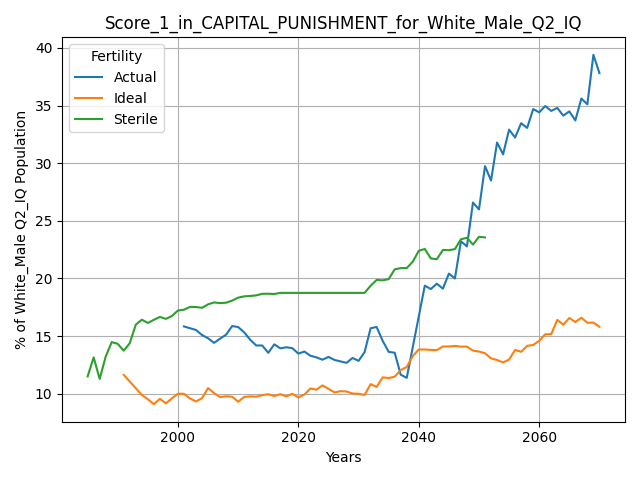 Score_1_in_CAPITAL_PUNISHMENT_for_White_Male_Q2_IQ
Fertility
Actual
Ideal
Sterile
% of White_Male Q2_IQ Population
40
35
30
25
20
15
10
2000
2020
2040
2060
Years